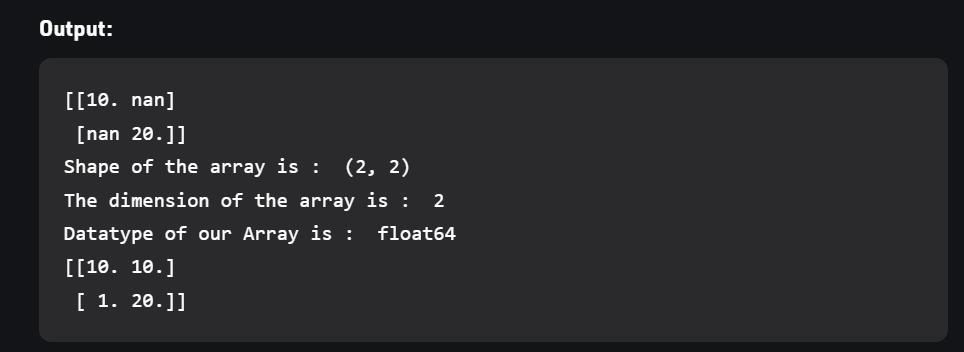 Output:
[[10. nan]
 [nan 20.]]
Shape of the array is :  (2, 2)
The dimension of the array is :  2
Datatype of our Array is :  float64
[[10. 10.]
 [ 1. 20.]]